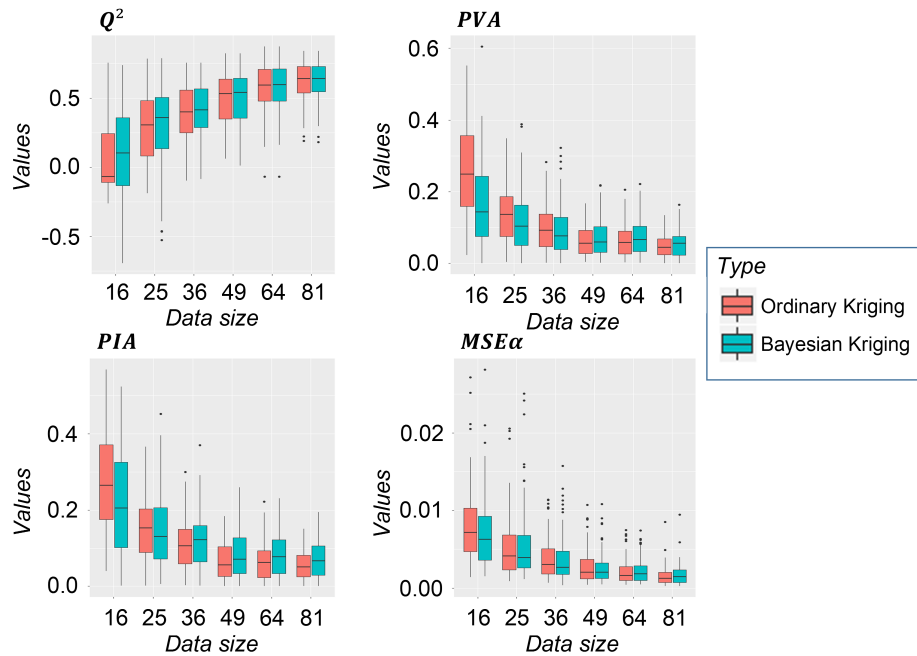 Q²
PVA
Values
0.5
0.0
-0.5
16 25 36 49 64 81
Data size
Values
0.6
0.4
0.2
0.0
16 25 36 49 64 81
Data size
Type
Ordinary Kriging
Bayesian Kriging
PIA
MSEα
Values
0.4
0.2
0.0
16 25 36 49 64 81
Data size
Values
0.02
0.01
0.00
16 25 36 49 64 81
Data size